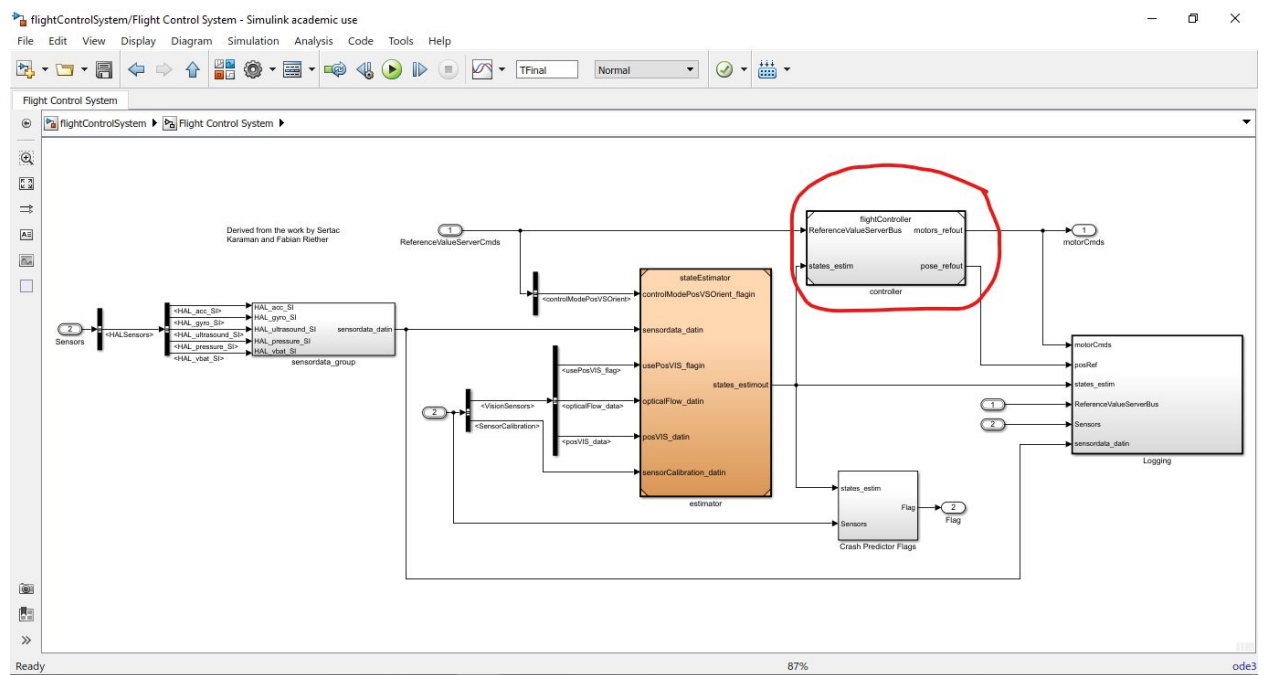 flightControlSystem/Flight Control System - Simulink academic use
File Edit View Display Diagram Simulation Analysis Code Tools Help
TFinal
Normal
Flight Control System
flightControlSystem
Flight Control System
Derived from the work by Sertac
Karaman and Fabian Riether
2
Sensors
<HALSensors>
<HAL_acc_SI>
<HAL_gyro_SI>
<HAL_ultrasound_SI>
<HAL_pressure_SI>
<HAL_vbat_SI>
HAL_acc_SI
HAL_gyro_SI
HAL_ultrasound_SI
HAL_pressure_SI
HAL_vbat_SI
sensordata_datin
sensordata_group
1
ReferenceValueServerCmds
<controlModePosVSOrient>
2
<VisionSensors>
<SensorCalibration>
<usePosVIS_flag>
<opticalFlow_data>
<posVIS_data>
stateEstimator
controlModePosVSOrient_flagin
sensordata_datin
usePosVIS_flagin
states_estimout
opticalFlow_datin
posVIS_datin
sensorCalibration_datin
estimator
flightController
ReferenceValueServerBus motors_refout
states_estim pose_refout
controller
1
motorCmds
states_estim
Flag
Sensors
Crash Predictor Flags
2
Flag
1
2
motorCmds
posRef
states_estim
ReferenceValueServerBus
Sensors
sensordata_datin
Logging
Ready
87%
ode3